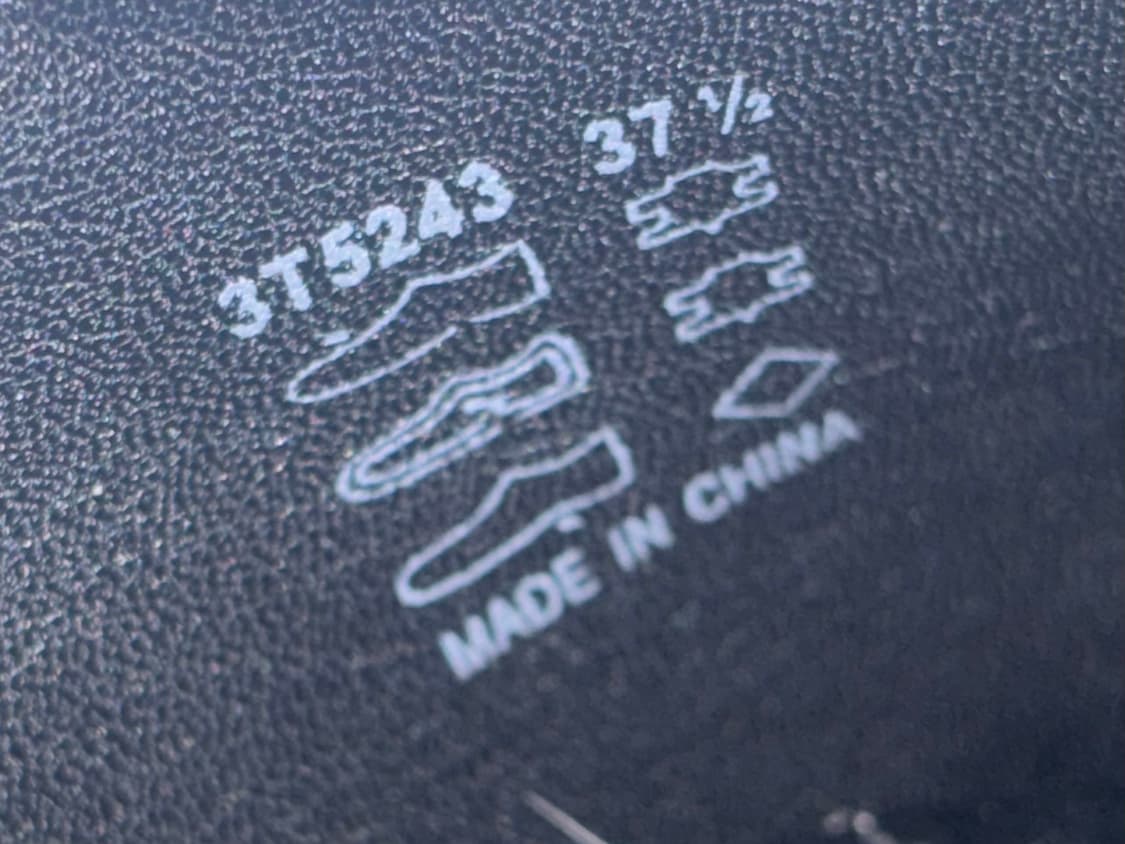 3T5243 37 ½
MADE IN CHINA